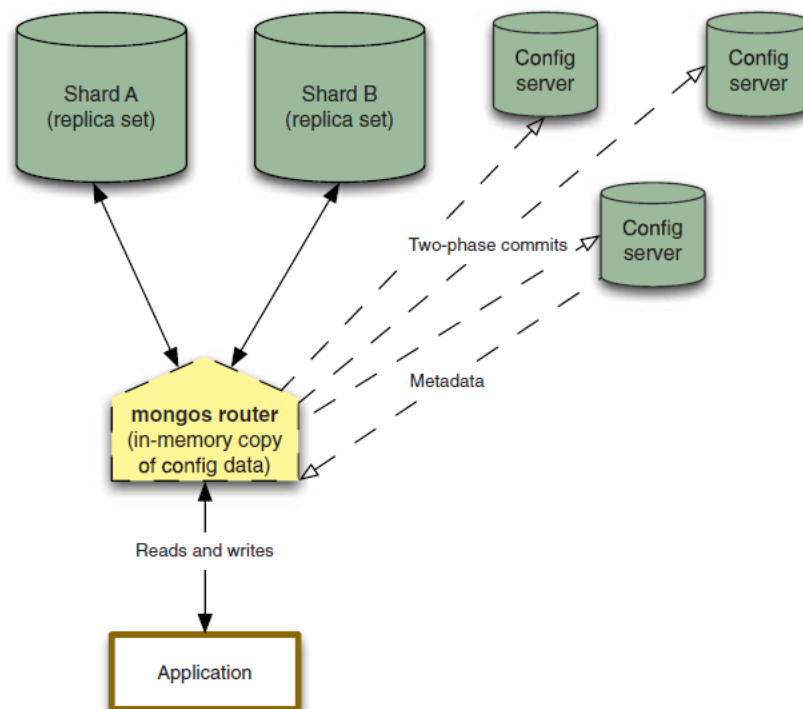 Shard A
(replica set)
Shard B
(replica set)
Config
server
Config
server
Config
server
Two-phase commits
Metadata
mongos router
(in-memory copy
of config data)
Reads and writes
Application